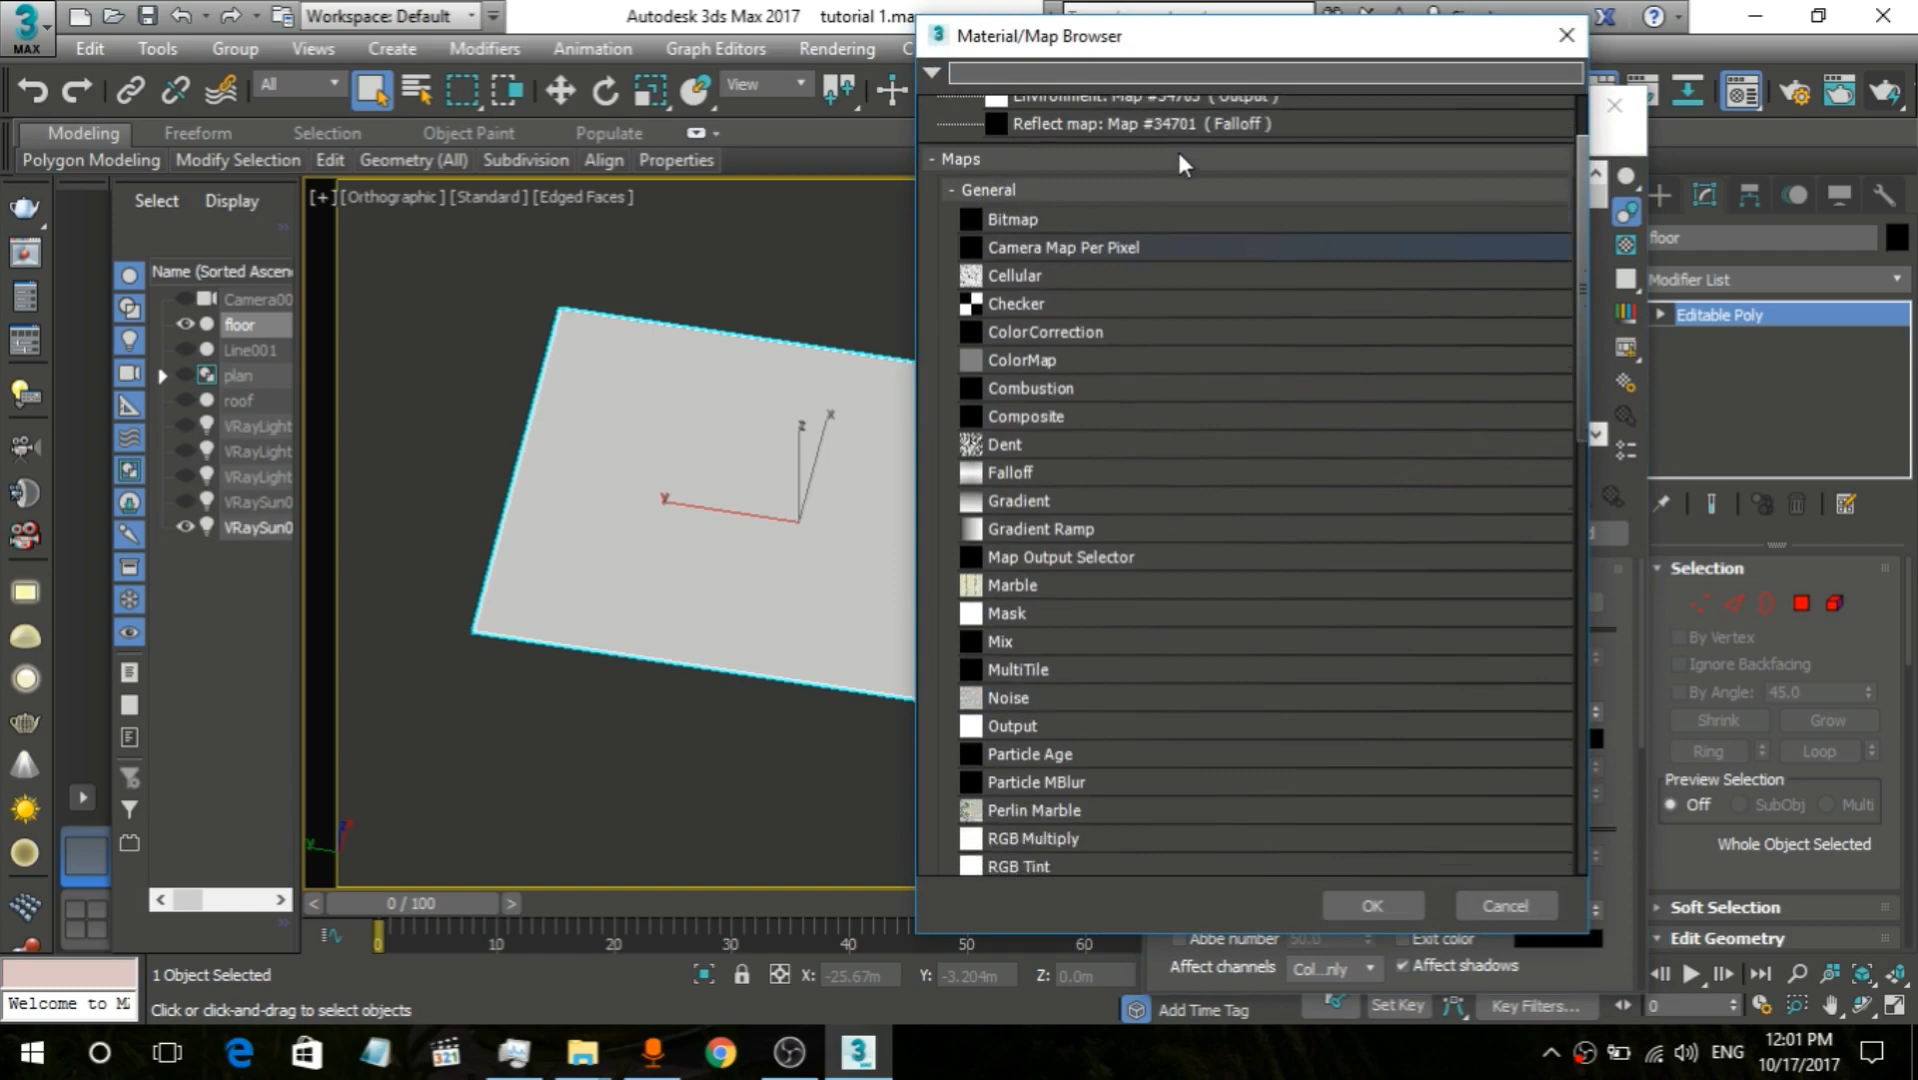 Workspace: Default
Autodesk 3ds Max 2017
tutorial 1.ma
MAX
Edit
Tools
Group
Views
Create
Modifiers
Animation
Graph Editors
Rendering
C
All
View
Modeling
Freeform
Selection
Object Paint
Populate
Polygon Modeling
Modify Selection
Edit
Geometry (All)
Subdivision
Align
Properties
Select
Display
[+] [Orthographic] [Standard] [Edged Faces]
Name (Sorted Ascen
Camera00
floor
Line001
plan
roof
VRayLight
VRayLight
VRayLight
VRaySun0
VRaySun0
z
x
y
Material/Map Browser
Environment: Map #34703 ( Output )
Reflect map: Map #34701 ( Falloff )
- Maps
- General
Bitmap
Camera Map Per Pixel
Cellular
Checker
ColorCorrection
ColorMap
Combustion
Composite
Dent
Falloff
Gradient
Gradient Ramp
Map Output Selector
Marble
Mask
Mix
MultiTile
Noise
Output
Particle Age
Particle MBlur
Perlin Marble
RGB Multiply
RGB Tint
OK
Cancel
floor
Modifier List
Editable Poly
Selection
By Vertex
Ignore Backfacing
By Angle: 45.0
Shrink
Grow
Ring
Loop
Preview Selection
Off
SubObj
Multi
Whole Object Selected
Soft Selection
Edit Geometry
Abbe number
50.0
Exit color
Affect channels
Col...nly
Affect shadows
0 / 100
0
10
20
30
40
50
60
1 Object Selected
X: -25.67m
Y: -3.204m
Z: 0.0m
Welcome to M
Click or click-and-drag to select objects
Add Time Tag
Set Key
Key Filters...
0
321
ENG
12:01 PM
10/17/2017